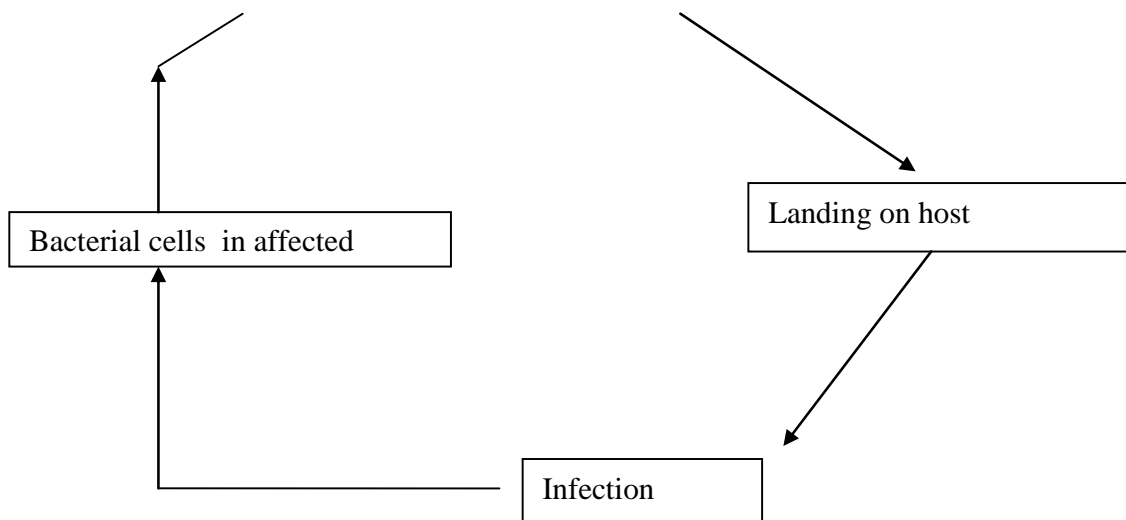 Landing on host
Bacterial cells  in affected
Infection